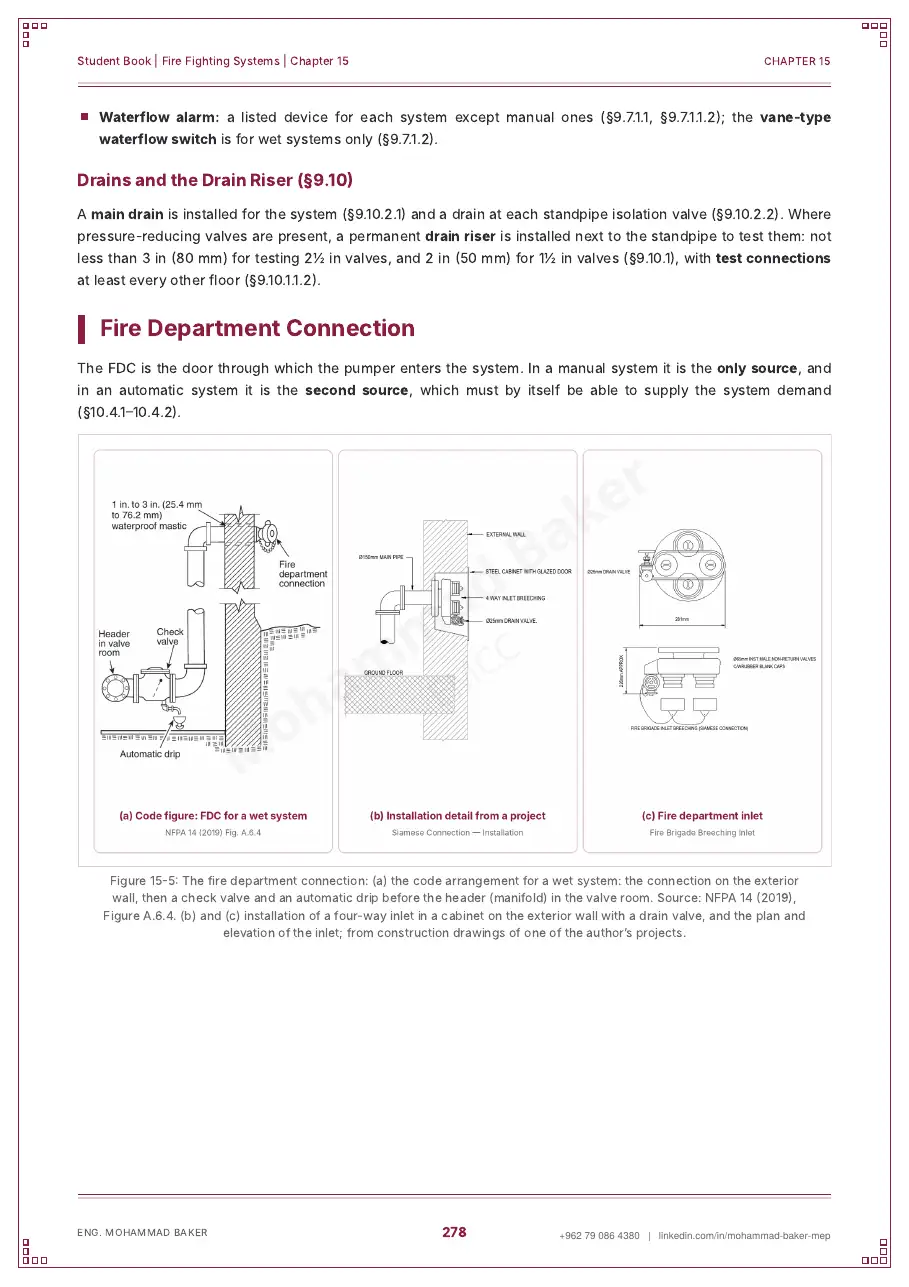 Student Book | Fire Fighting Systems | Chapter 15
CHAPTER 15
Waterflow alarm: a listed device for each system except manual ones (§9.7.1.1, §9.7.1.1.2); the vane-type
waterflow switch is for wet systems only (§9.7.1.2).
Drains and the Drain Riser (§9.10)
A main drain is installed for the system (§9.10.2.1) and a drain at each standpipe isolation valve (§9.10.2.2). Where
pressure-reducing valves are present, a permanent drain riser is installed next to the standpipe to test them: not
less than 3 in (80 mm) for testing 2½ in valves, and 2 in (50 mm) for 1½ in valves (§9.10.1), with test connections
at least every other floor (§9.10.1.1.2).
Fire Department Connection
The FDC is the door through which the pumper enters the system. In a manual system it is the only source, and
in an automatic system it is the second source, which must by itself be able to supply the system demand
(§10.4.1–10.4.2).
1 in. to 3 in. (25.4 mm
to 76.2 mm)
waterproof mastic
Fire
department
connection
Header
in valve
room
Check
valve
Automatic drip
(a) Code figure: FDC for a wet system
NFPA 14 (2019) Fig. A.6.4
EXTERNAL WALL
Ø150mm MAIN PIPE
STEEL CABINET WITH GLAZED DOOR
4 WAY INLET BREECHING
Ø25mm DRAIN VALVE.
GROUND FLOOR
(b) Installation detail from a project
Siamese Connection — Installation
Ø25mm DRAIN VALVE
FIRE BRIGADE INLET BREECHING (SIAMESE CONNECTION)
(c) Fire department inlet
Fire Brigade Breeching Inlet
Mohammad Baker
Figure 15-5: The fire department connection: (a) the code arrangement for a wet system: the connection on the exterior
wall, then a check valve and an automatic drip before the header (manifold) in the valve room. Source: NFPA 14 (2019),
Figure A.6.4. (b) and (c) installation of a four-way inlet in a cabinet on the exterior wall with a drain valve, and the plan and
elevation of the inlet; from construction drawings of one of the author's projects.
ENG. MOHAMMAD BAKER
278
+962 79 086 4380 | linkedin.com/in/mohammad-baker-mep